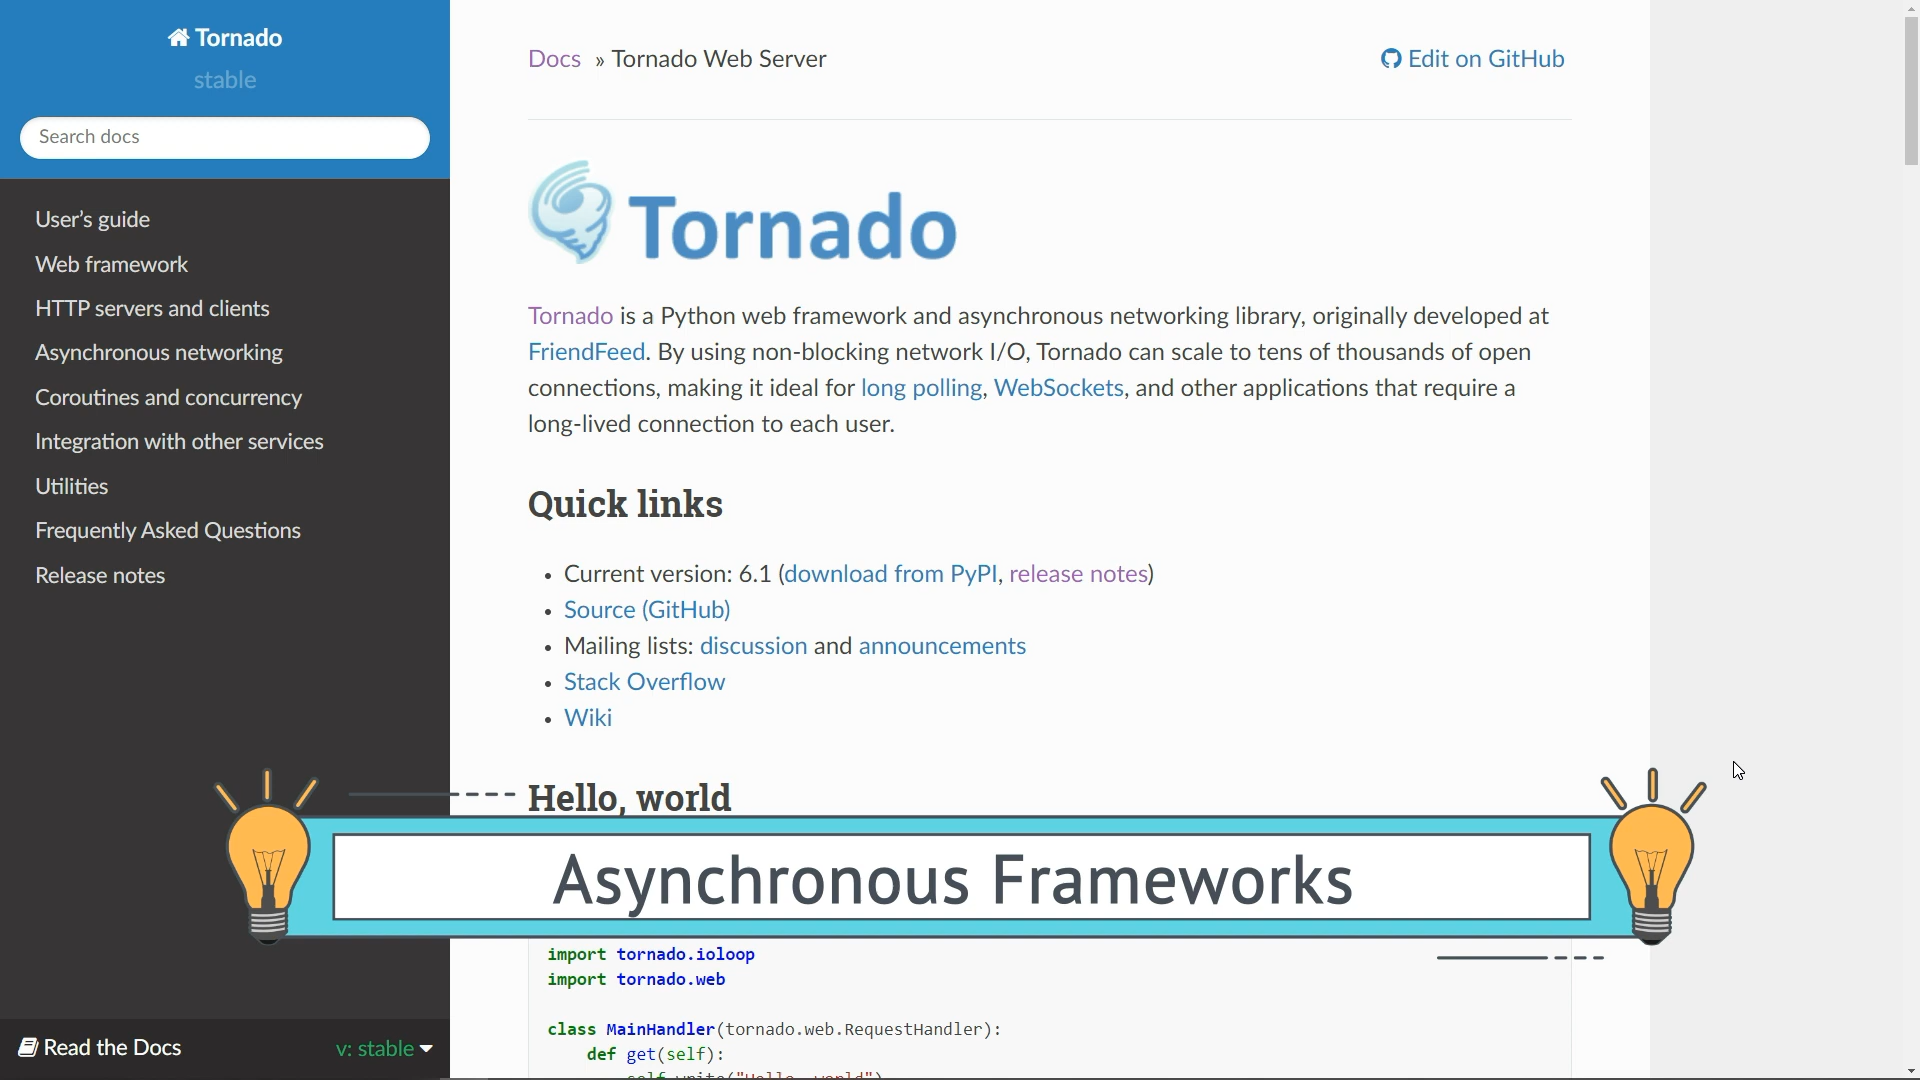 Tornado
stable
Search docs
User’s guide
Web framework
HTTP servers and clients
Asynchronous networking
Coroutines and concurrency
Integration with other services
Utilities
Frequently Asked Questions
Release notes
Read the Docs
v: stable
Docs » Tornado Web Server
Edit on GitHub
Tornado
Tornado is a Python web framework and asynchronous networking library, originally developed at
FriendFeed. By using non-blocking network I/O, Tornado can scale to tens of thousands of open
connections, making it ideal for long polling, WebSockets, and other applications that require a
long-lived connection to each user.
Quick links
• Current version: 6.1 (download from PyPI, release notes)
• Source (GitHub)
• Mailing lists: discussion and announcements
• Stack Overflow
• Wiki
Hello, world
Asynchronous Frameworks
import tornado.ioloop
import tornado.web
class MainHandler(tornado.web.RequestHandler):
def get(self):
self.write("Hello, world")